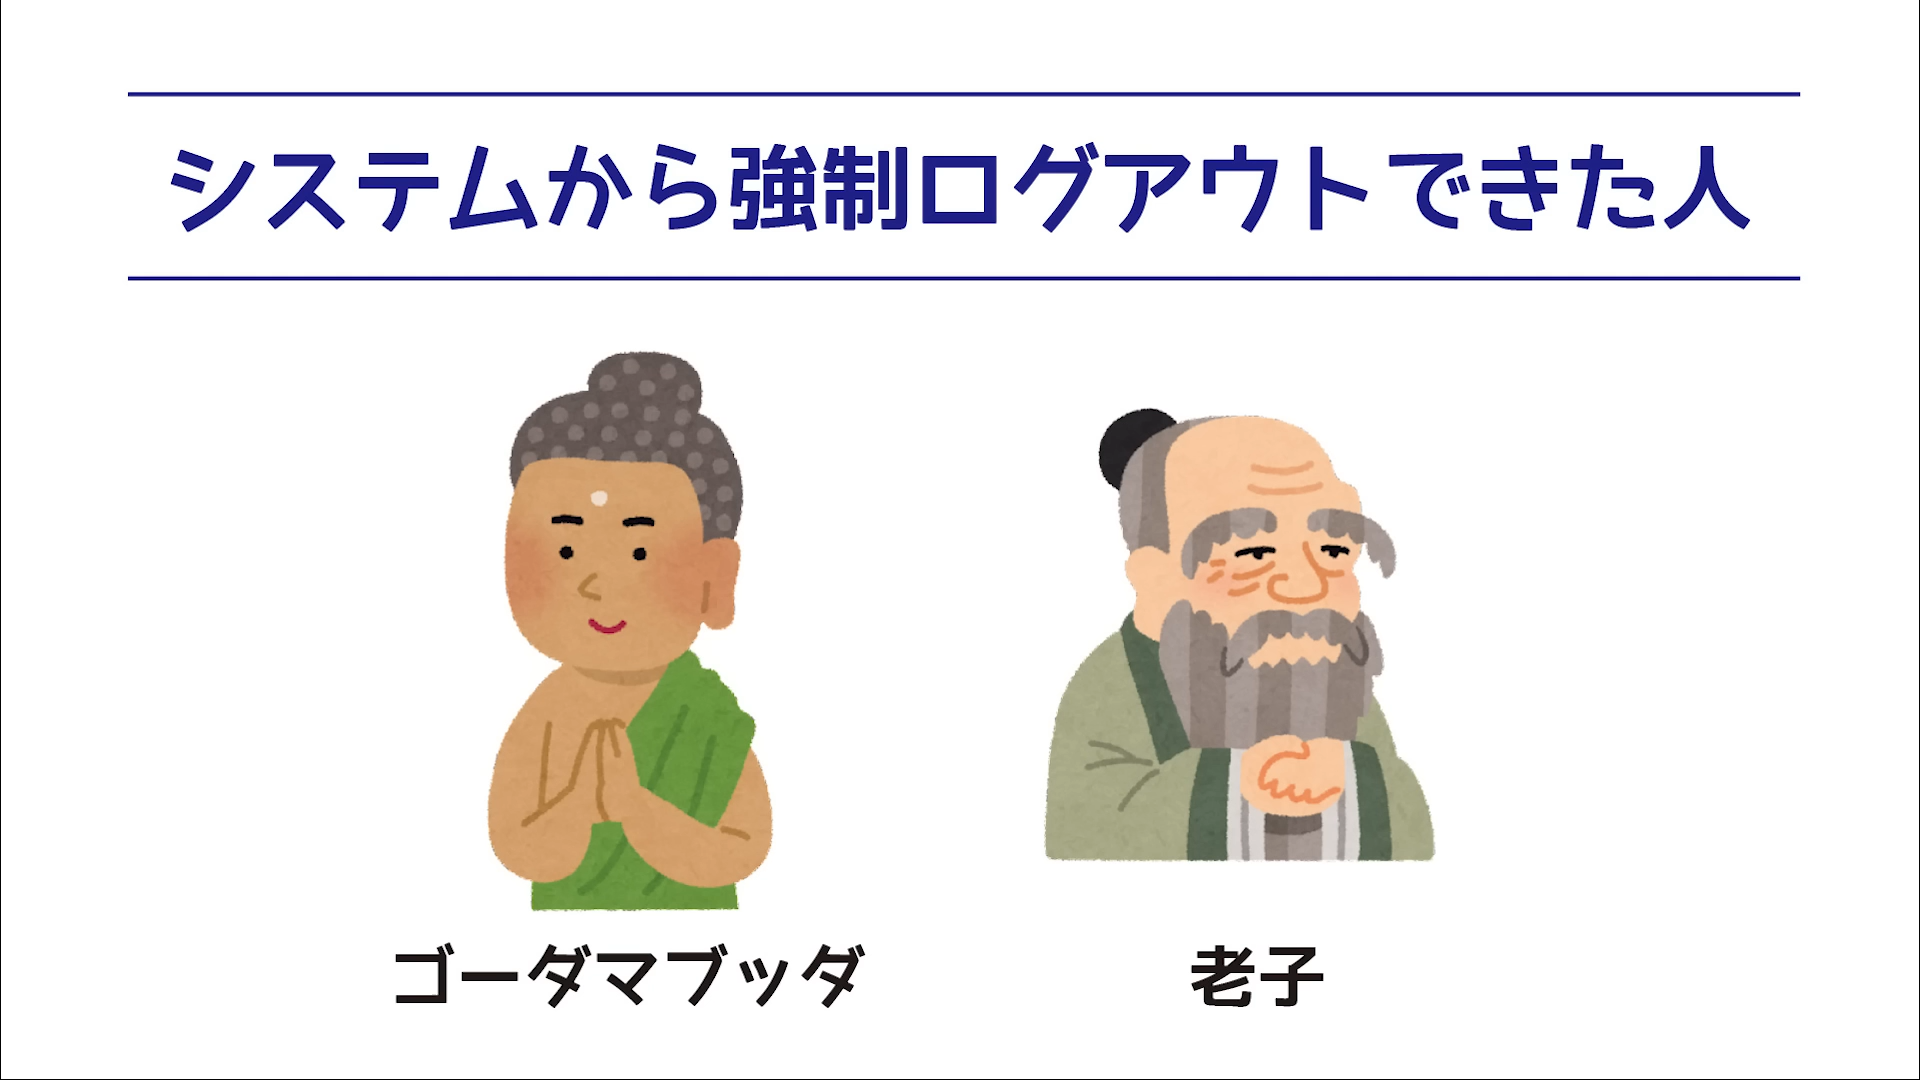 システムから強制ログアウトできた人
ゴーダマブッダ
老子